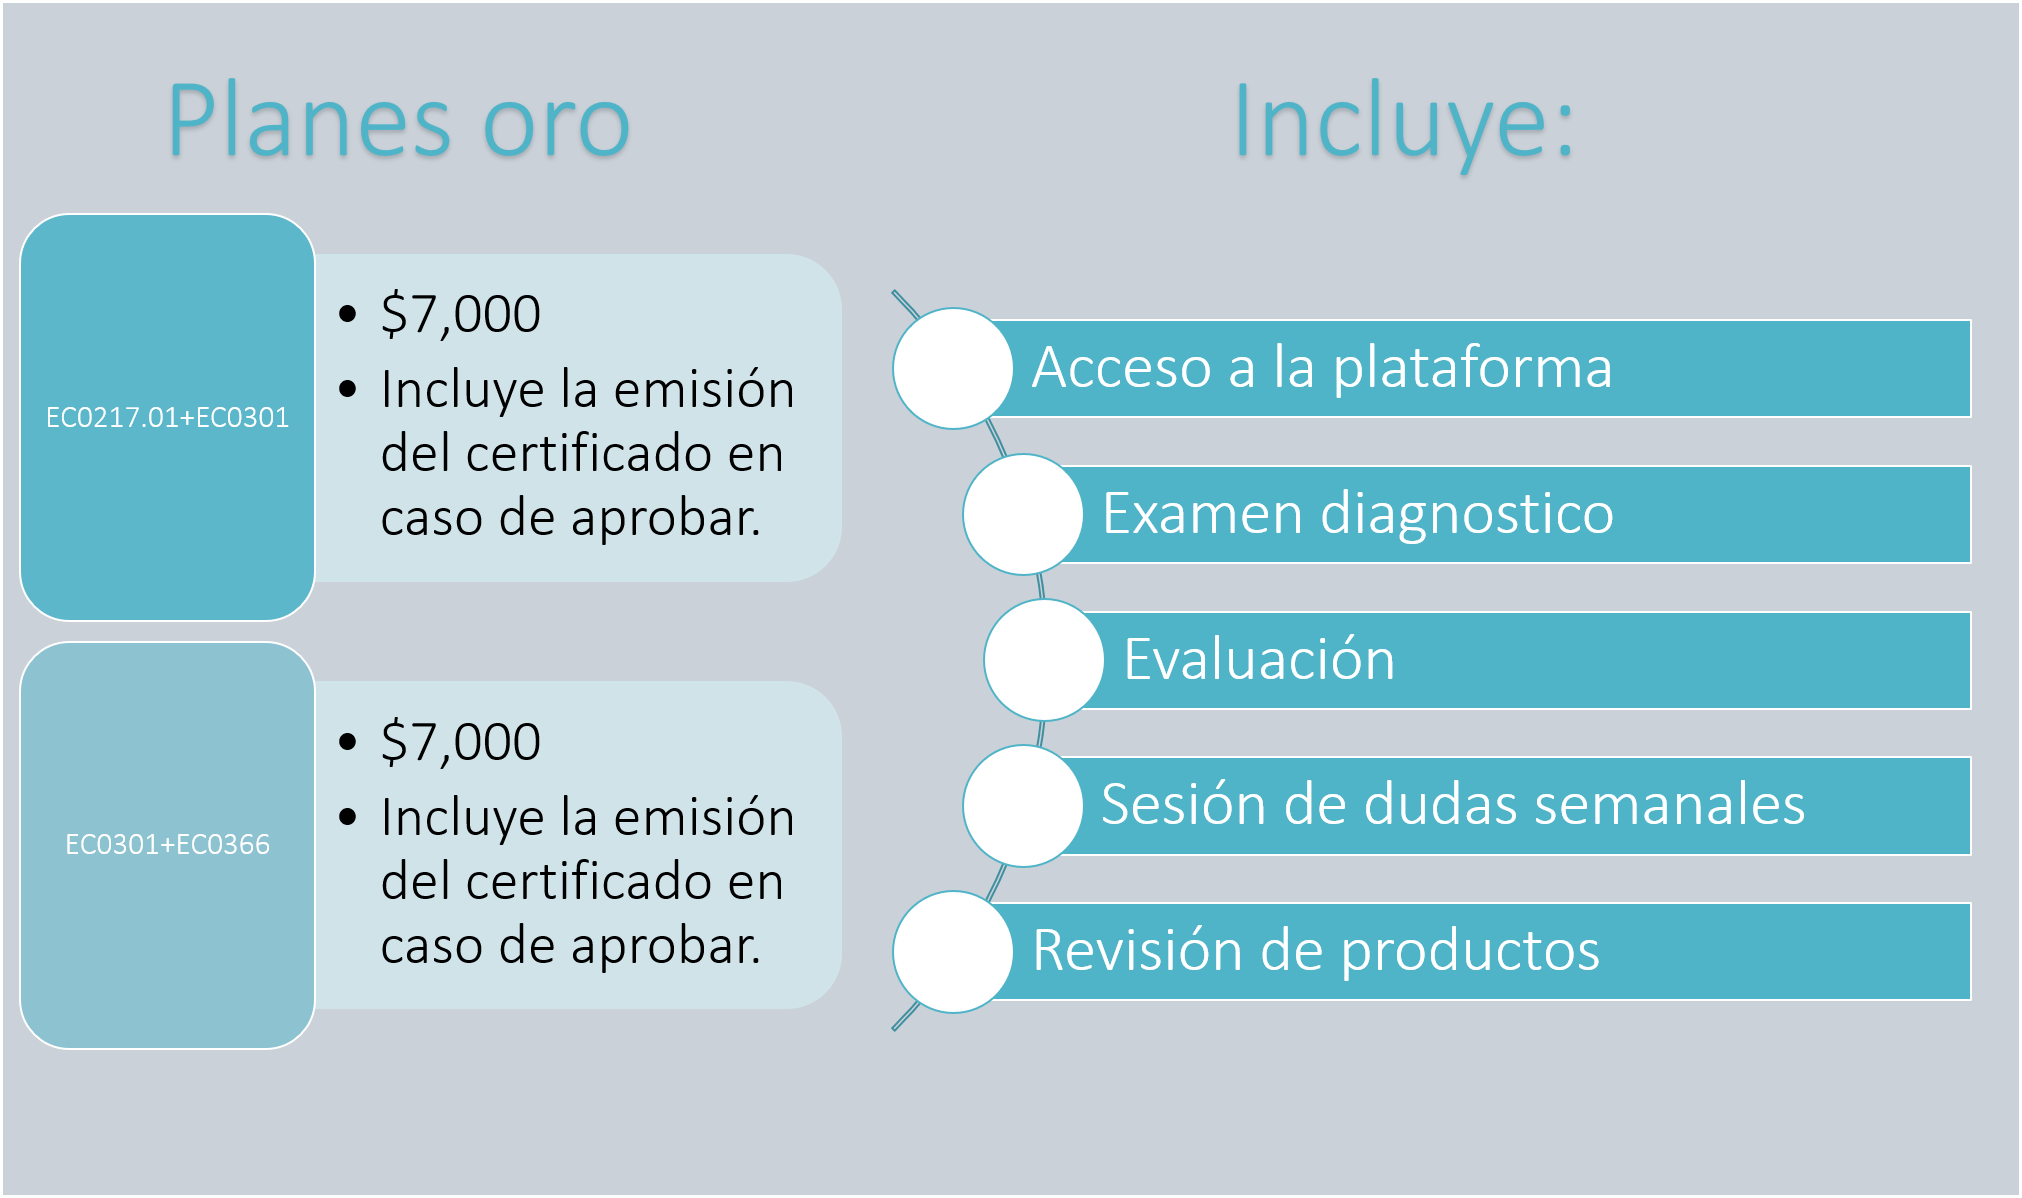 Planes oro
EC0217.01+EC0301
• $7,000
• Incluye la emisión
del certificado en
caso de aprobar.
EC0301+EC0366
• $7,000
• Incluye la emisión
del certificado en
caso de aprobar.
Incluye:
Acceso a la plataforma
Examen diagnostico
Evaluación
Sesión de dudas semanales
Revisión de productos